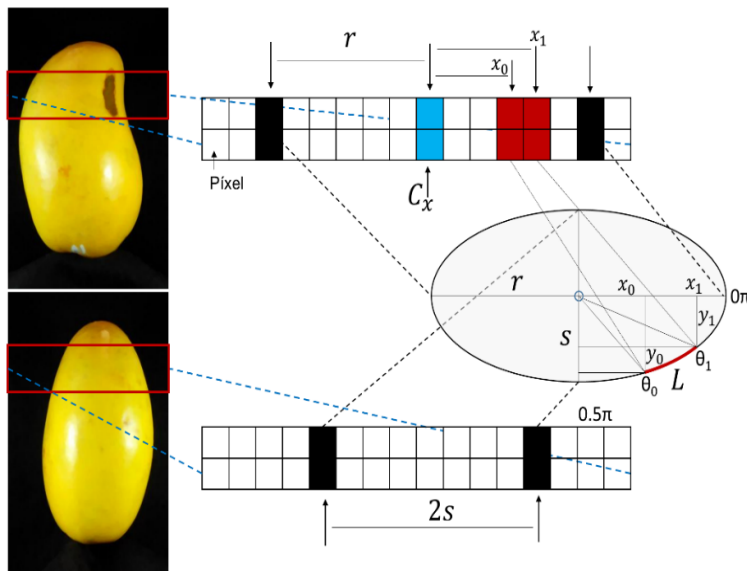 r
x₁
x₀
Píxel
Cₓ
r
x₀
x₁
0π
y₁
s
y₀
θ₁
θ₀
L
0.5π
2s